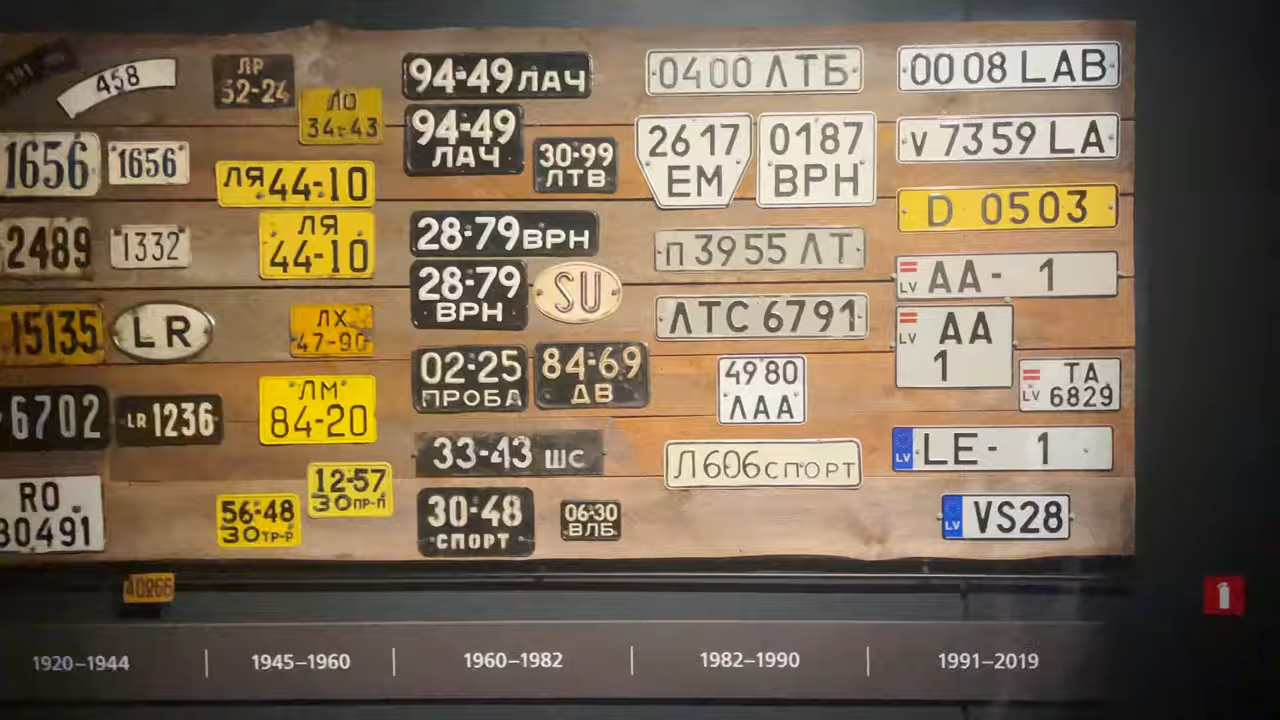 458
1656
1656
2489
1332
15135
LR
6702
LR 1236
RO
30491
40866
ЛР
52-24
ЛО
34-43
ЛЯ 44-10
ЛЯ
44-10
ЛХ
47-90
ЛМ
84-20
12-57
ЗО ПР-П
56-48
ЗО ТР-Р
94-49 ЛАЧ
94-49
ЛАЧ
30-99
ЛТВ
28-79 ВРН
28-79
ВРН
SU
02-25
ПРОБА
84-69
ДВ
33-43 ШС
30-48
СПОРТ
06-30
ВЛБ
0400 ЛТБ
2617
ЕМ
0187
ВРН
п 3955 ЛТ
ЛТС 6791
4980
ЛАА
Л606 СПОРТ
0008 LAB
v 7359 LA
D 0503
LV AA- 1
LV AA
1
LV TA
6829
LV LE- 1
LV VS28
1920–1944
1945–1960
1960–1982
1982–1990
1991–2019